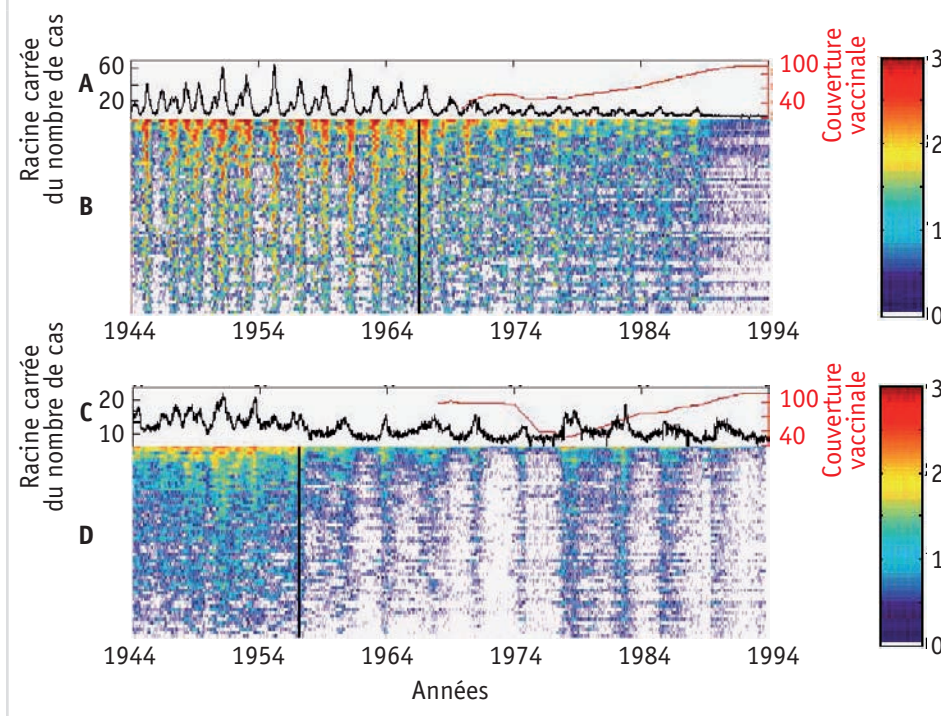 Racine carrée
du nombre de cas
A
60
20
100
40
Couverture
vaccinale
B
3
2
1
0
1944 1954 1964 1974 1984 1994
Racine carrée
du nombre de cas
C
20
10
100
40
Couverture
vaccinale
D
3
2
1
0
1944 1954 1964 1974 1984 1994
Années